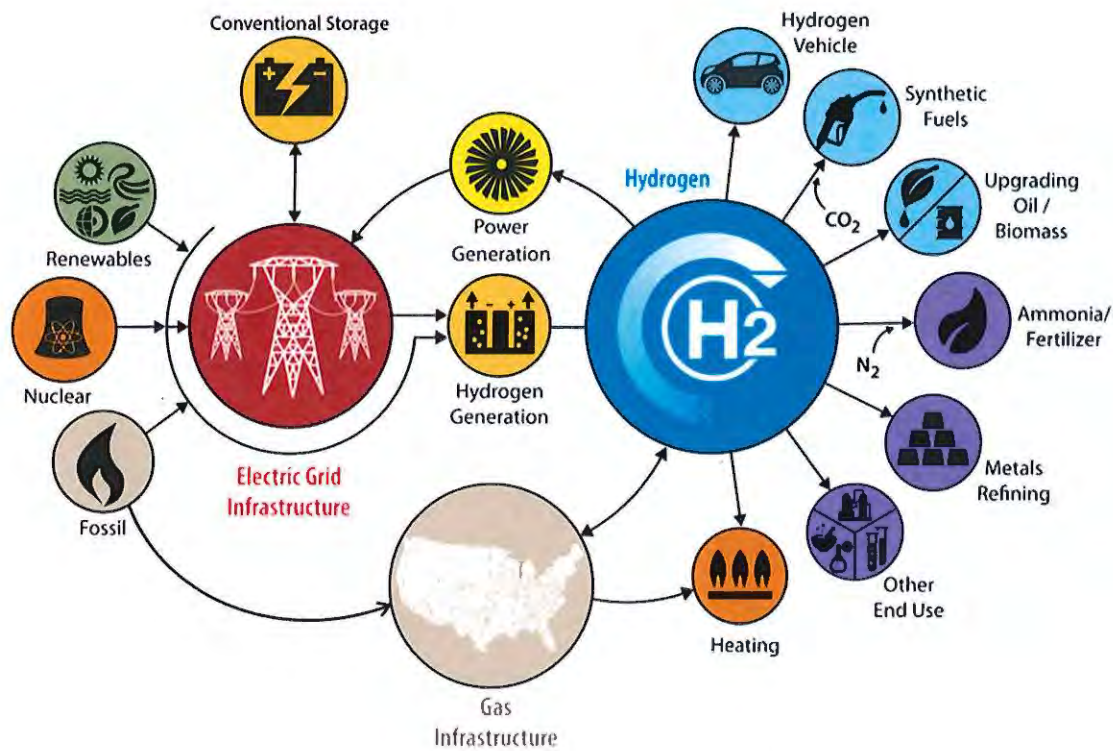 Conventional Storage
Hydrogen
Vehicle
Synthetic
Fuels
Hydrogen
Upgrading
Oil /
Biomass
CO2
Renewables
Power
Generation
H2
Ammonia/
Fertilizer
N2
Nuclear
Hydrogen
Generation
Electric Grid
Infrastructure
Metals
Refining
Fossil
Other
End Use
Heating
Gas
Infrastructure